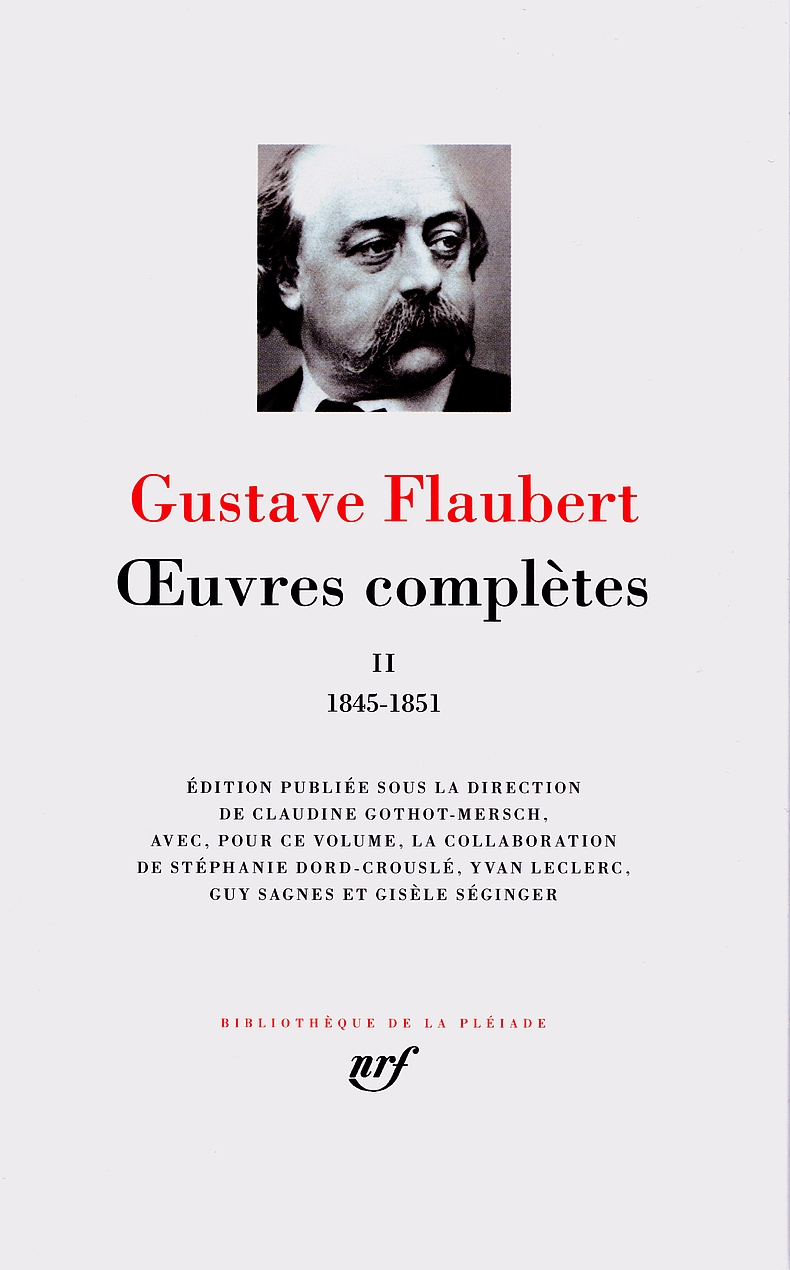 Gustave Flaubert
Œuvres complètes
II
1845-1851
ÉDITION PUBLIÉE SOUS LA DIRECTION
DE CLAUDINE GOTHOT-MERSCH,
AVEC, POUR CE VOLUME, LA COLLABORATION
DE STÉPHANIE DORD-CROUSLÉ, YVAN LECLERC,
GUY SAGNES ET GISÈLE SÉGINGER
BIBLIOTHÈQUE DE LA PLÉIADE
nrf